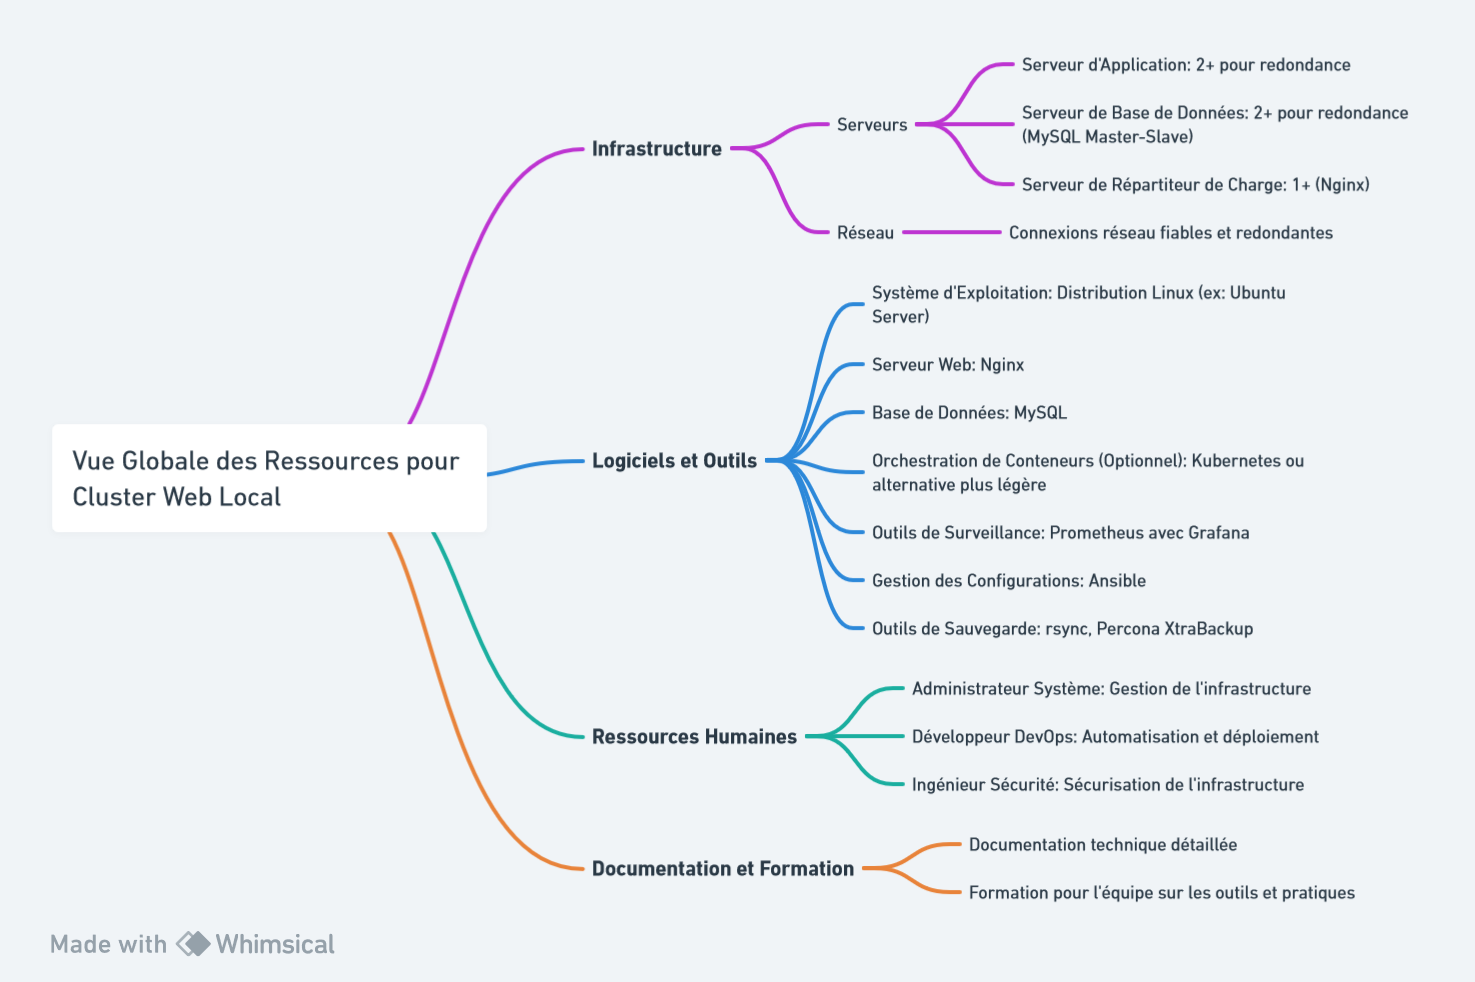 Vue Globale des Ressources pour
Cluster Web Local
Infrastructure
Serveurs
Serveur d'Application: 2+ pour redondance
Serveur de Base de Données: 2+ pour redondance
(MySQL Master-Slave)
Serveur de Répartiteur de Charge: 1+ (Nginx)
Réseau
Connexions réseau fiables et redondantes
Logiciels et Outils
Système d'Exploitation: Distribution Linux (ex: Ubuntu
Server)
Serveur Web: Nginx
Base de Données: MySQL
Orchestration de Conteneurs (Optionnel): Kubernetes ou
alternative plus légère
Outils de Surveillance: Prometheus avec Grafana
Gestion des Configurations: Ansible
Outils de Sauvegarde: rsync, Percona XtraBackup
Ressources Humaines
Administrateur Système: Gestion de l'infrastructure
Développeur DevOps: Automatisation et déploiement
Ingénieur Sécurité: Sécurisation de l'infrastructure
Documentation et Formation
Documentation technique détaillée
Formation pour l'équipe sur les outils et pratiques
Made with Whimsical